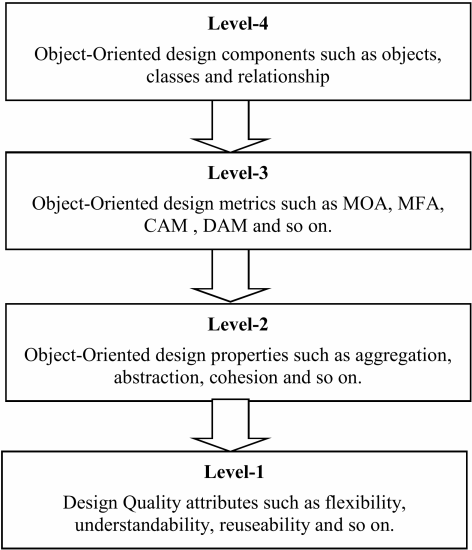 Level-4
Object-Oriented design components such as objects,
classes and relationship
Level-3
Object-Oriented design metrics such as MOA, MFA,
CAM , DAM and so on.
Level-2
Object-Oriented design properties such as aggregation,
abstraction, cohesion and so on.
Level-1
Design Quality attributes such as flexibility,
understandability, reuseability and so on.